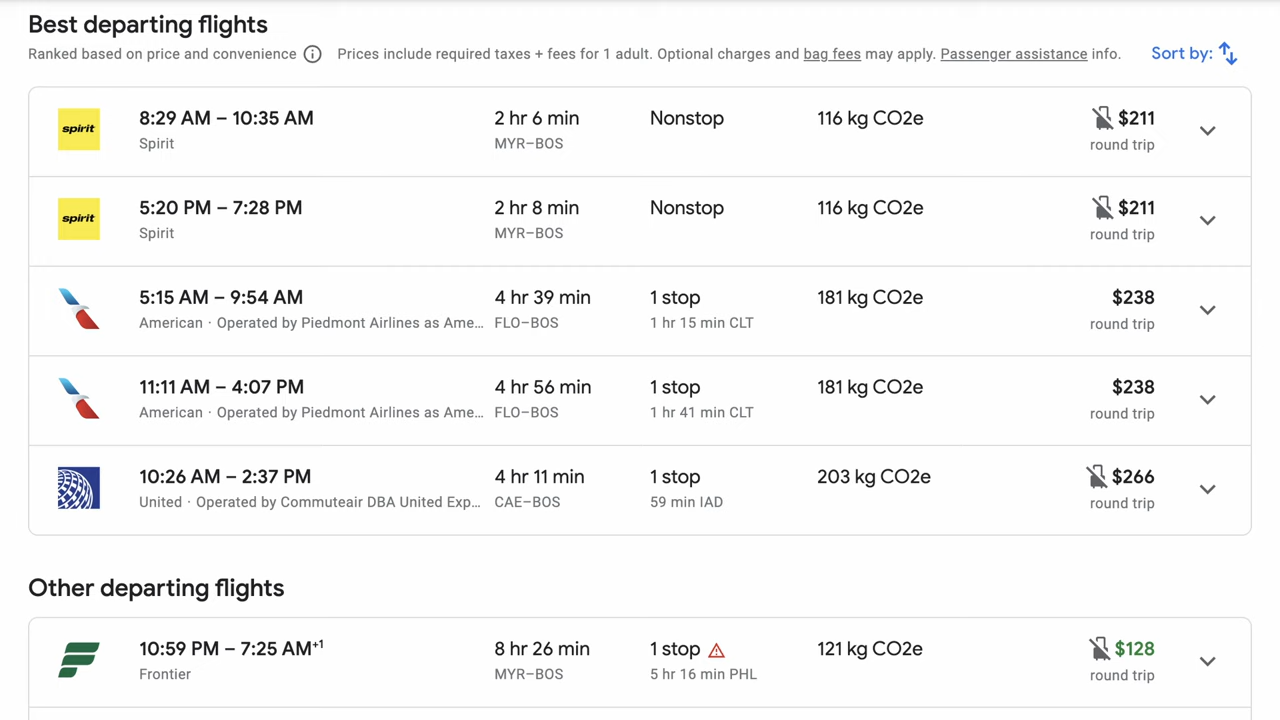 Best departing flights
Ranked based on price and convenience Prices include required taxes + fees for 1 adult. Optional charges and bag fees may apply. Passenger assistance info. Sort by:
spirit 8:29 AM – 10:35 AM 2 hr 6 min Nonstop 116 kg CO2e $211
Spirit MYR–BOS round trip
spirit 5:20 PM – 7:28 PM 2 hr 8 min Nonstop 116 kg CO2e $211
Spirit MYR–BOS round trip
5:15 AM – 9:54 AM 4 hr 39 min 1 stop 181 kg CO2e $238
American · Operated by Piedmont Airlines as Ame... FLO–BOS 1 hr 15 min CLT round trip
11:11 AM – 4:07 PM 4 hr 56 min 1 stop 181 kg CO2e $238
American · Operated by Piedmont Airlines as Ame... FLO–BOS 1 hr 41 min CLT round trip
10:26 AM – 2:37 PM 4 hr 11 min 1 stop 203 kg CO2e $266
United · Operated by Commuteair DBA United Exp... CAE–BOS 59 min IAD round trip
Other departing flights
10:59 PM – 7:25 AM+1 8 hr 26 min 1 stop 121 kg CO2e $128
Frontier MYR–BOS 5 hr 16 min PHL round trip